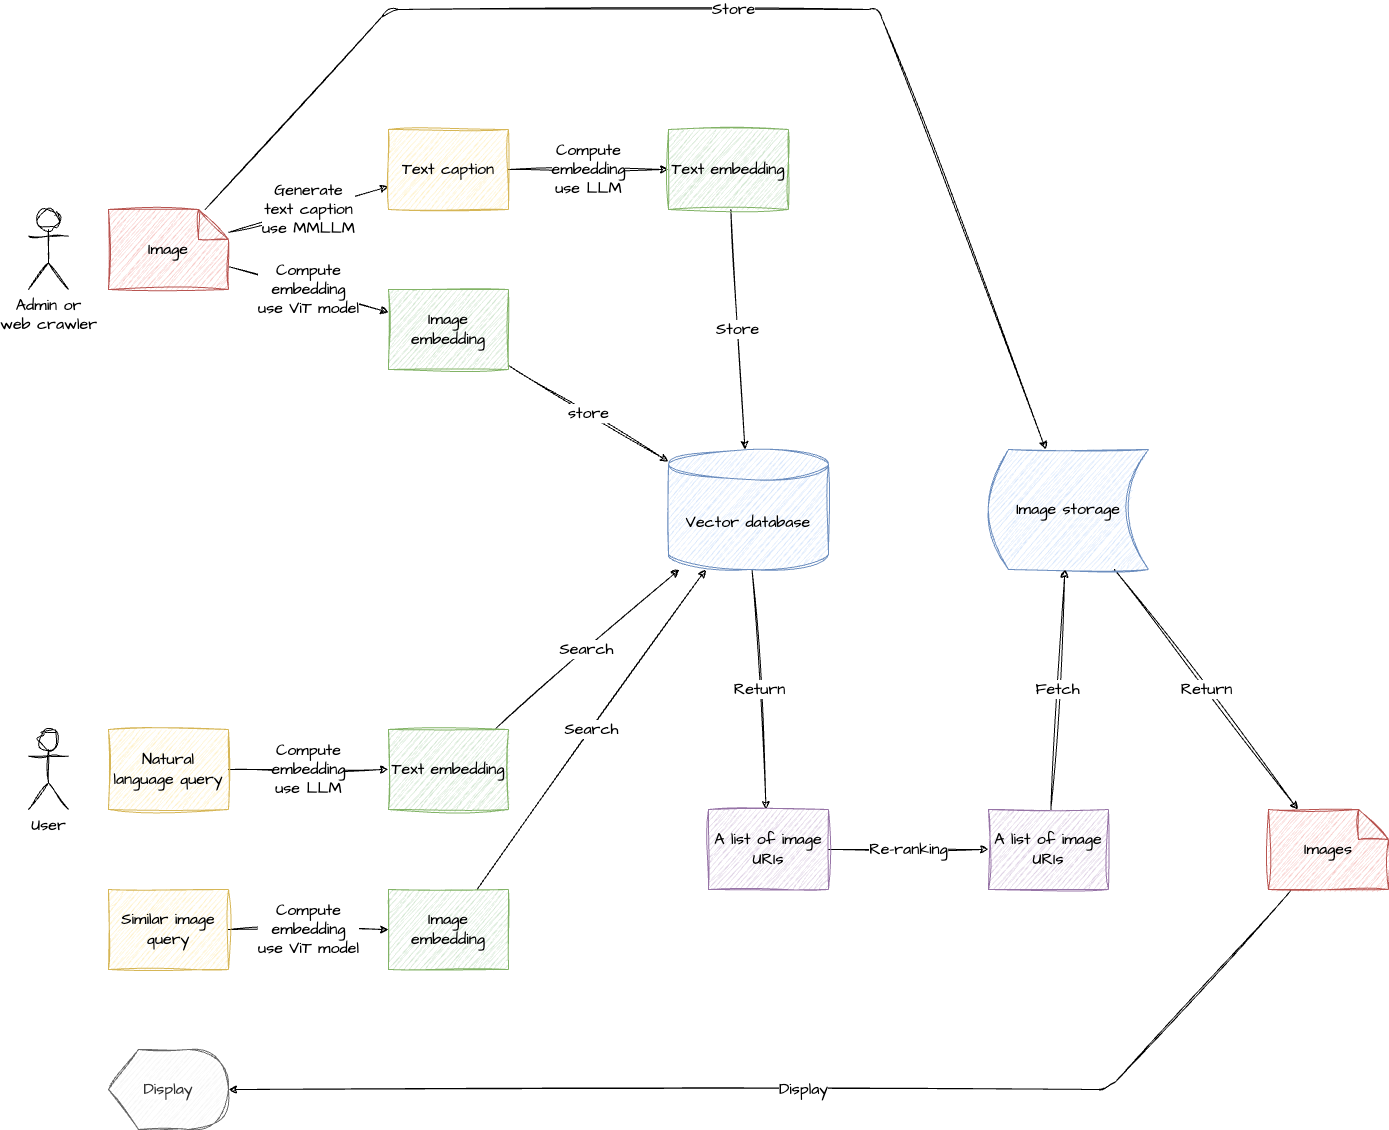 Store
Text caption
Compute
embedding
use LLM
Text embedding
Generate
text caption
use MMLLM
Image
Admin or
web crawler
Compute
embedding
use ViT model
Image
embedding
Store
store
Vector database
Image storage
Search
Search
Return
Fetch
Return
Natural
language query
Compute
embedding
use LLM
Text embedding
User
A list of image
URIs
Re-ranking
A list of image
URIs
Images
Similar image
query
Compute
embedding
use ViT model
Image
embedding
Display
Display